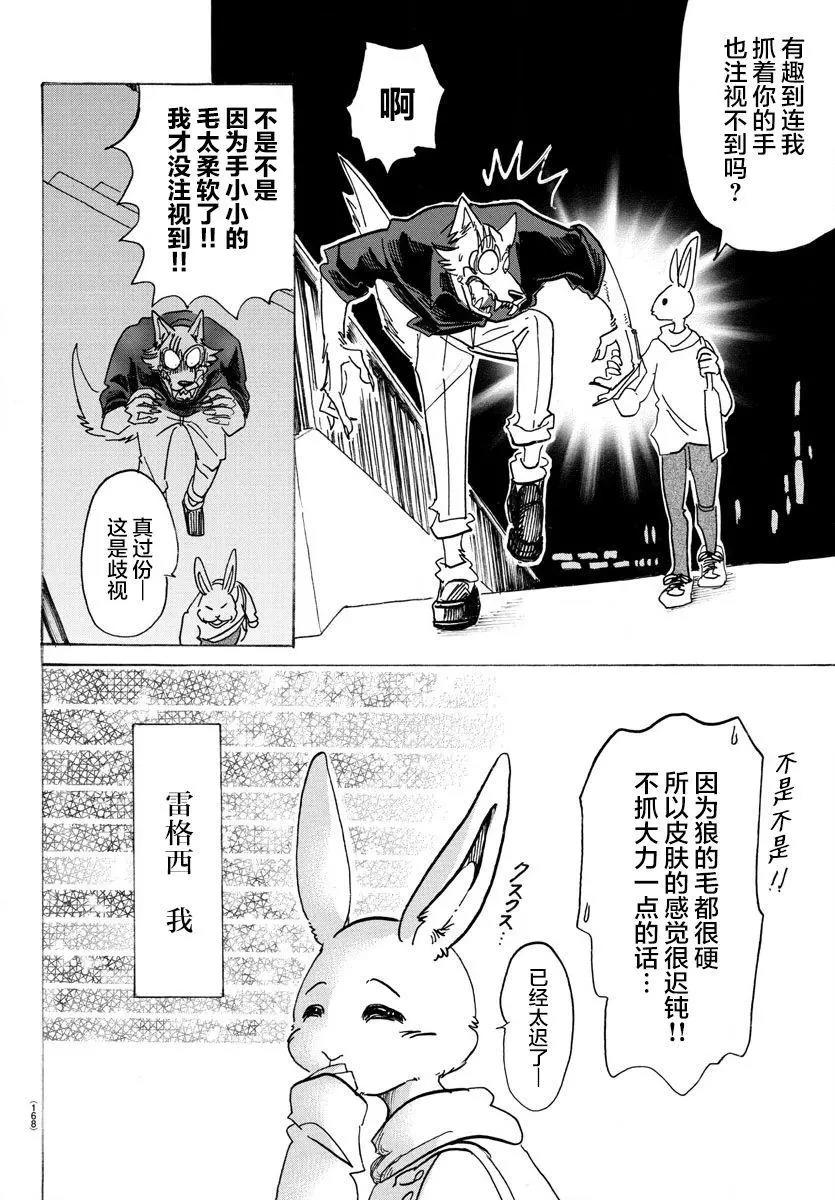 有趣到连我
抓着你的手
也注视不到吗?
啊
不是不是
因为手小小的
毛太柔软了!!
我才没注视到!!
真过份—
这是歧视
不是不是!!
因为狼的毛都很硬
所以皮肤的感觉很迟钝!!
不抓大力一点的话…
クスクス…
已经太迟了—
雷格西 我
(168)